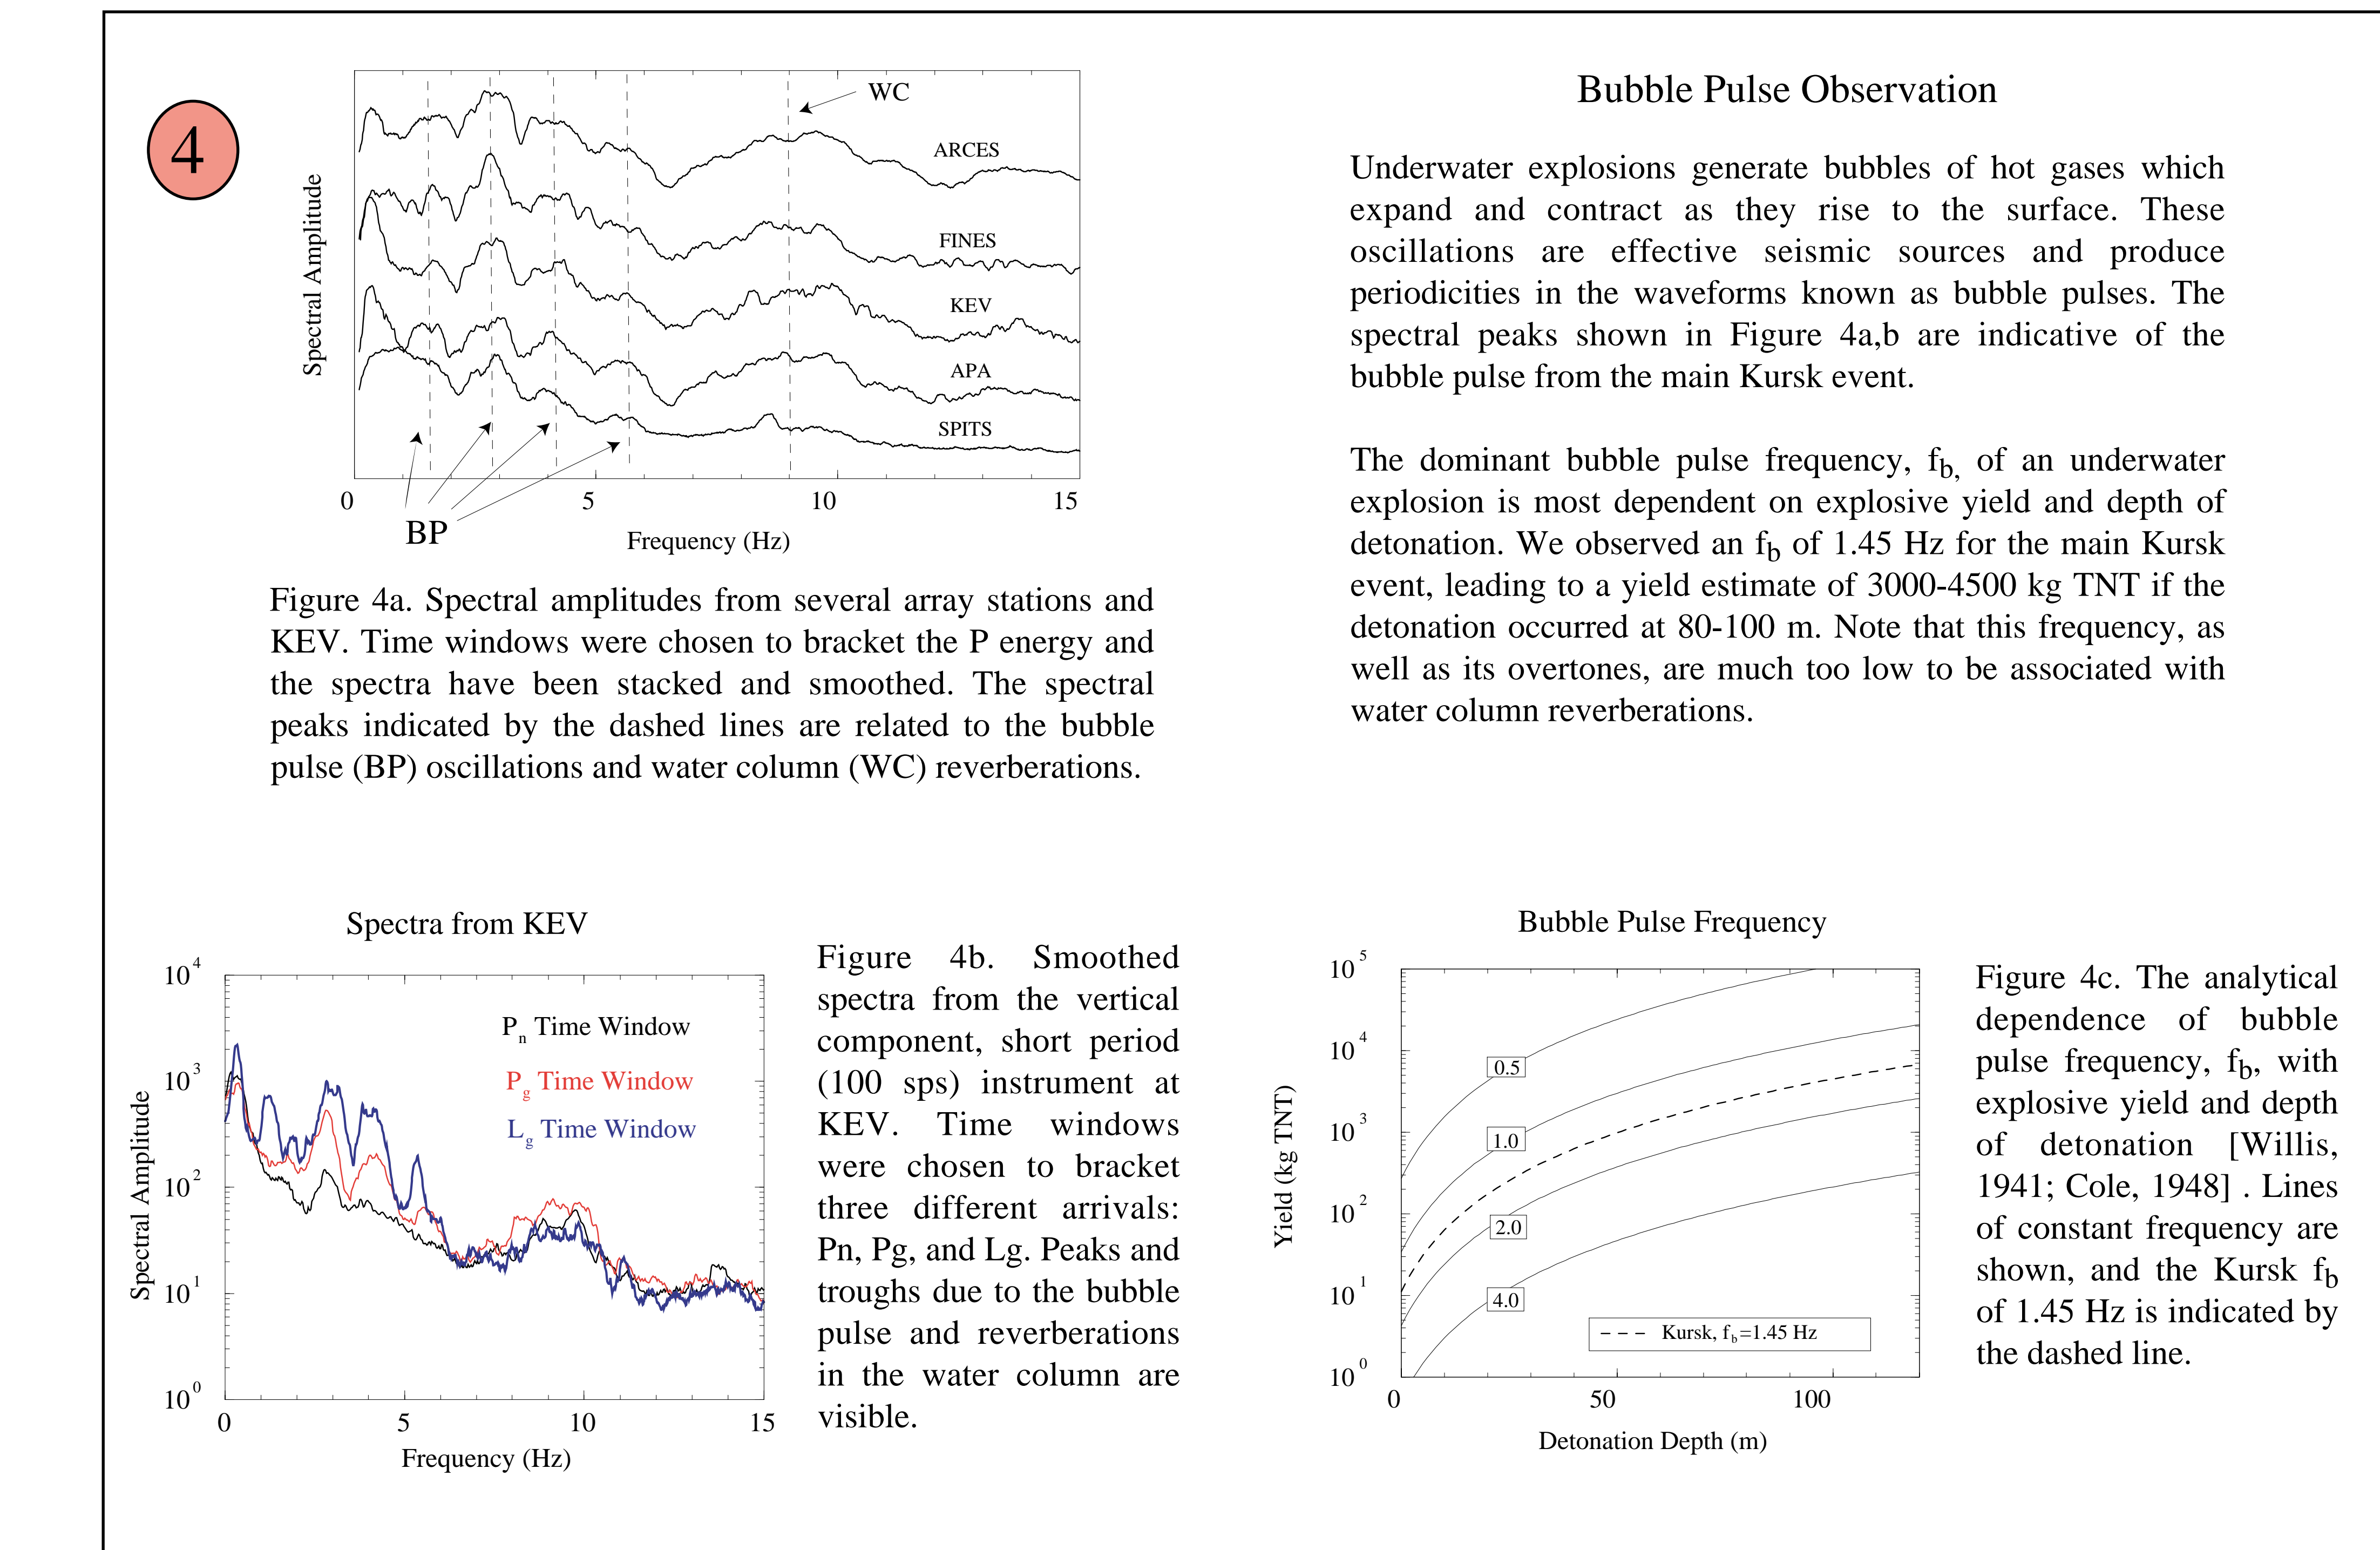 4
WC
ARCES
FINES
KEV
APA
SPITS
Spectral Amplitude
0 5 10 15
BP
Frequency (Hz)
Figure 4a. Spectral amplitudes from several array stations and
KEV. Time windows were chosen to bracket the P energy and
the spectra have been stacked and smoothed. The spectral
peaks indicated by the dashed lines are related to the bubble
pulse (BP) oscillations and water column (WC) reverberations.
Bubble Pulse Observation
Underwater explosions generate bubbles of hot gases which
expand and contract as they rise to the surface. These
oscillations are effective seismic sources and produce
periodicities in the waveforms known as bubble pulses. The
spectral peaks shown in Figure 4a,b are indicative of the
bubble pulse from the main Kursk event.
The dominant bubble pulse frequency, fb, of an underwater
explosion is most dependent on explosive yield and depth of
detonation. We observed an fb of 1.45 Hz for the main Kursk
event, leading to a yield estimate of 3000-4500 kg TNT if the
detonation occurred at 80-100 m. Note that this frequency, as
well as its overtones, are much too low to be associated with
water column reverberations.
Spectra from KEV
10^4
10^3
10^2
10^1
10^0
Spectral Amplitude
Pn Time Window
Pg Time Window
Lg Time Window
0 5 10 15
Frequency (Hz)
Figure 4b. Smoothed
spectra from the vertical
component, short period
(100 sps) instrument at
KEV. Time windows
were chosen to bracket
three different arrivals:
Pn, Pg, and Lg. Peaks and
troughs due to the bubble
pulse and reverberations
in the water column are
visible.
Bubble Pulse Frequency
10^5
10^4
10^3
10^2
10^1
10^0
Yield (kg TNT)
0.5
1.0
2.0
4.0
Kursk, fb=1.45 Hz
0 50 100
Detonation Depth (m)
Figure 4c. The analytical
dependence of bubble
pulse frequency, fb, with
explosive yield and depth
of detonation [Willis,
1941; Cole, 1948] . Lines
of constant frequency are
shown, and the Kursk fb
of 1.45 Hz is indicated by
the dashed line.